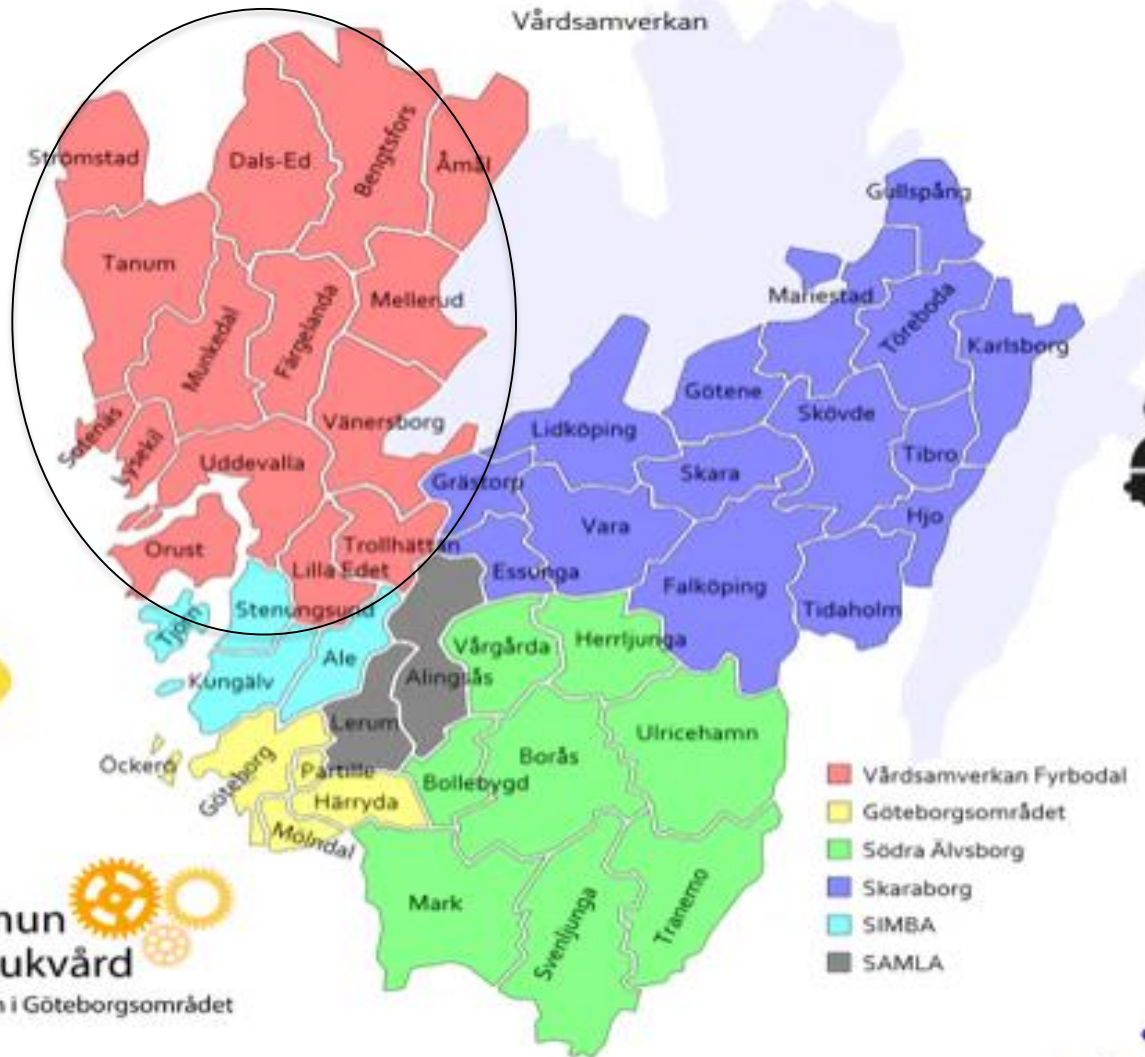 Vårdsamverkan
Strömstad
Dals-Ed
Bengtsfors
Åmål
Tanum
Munkedal
Färgelanda
Mellerud
Sotenäs
Lysekil
Uddevalla
Vänersborg
Orust
Lilla Edet
Trollhättan
Gullspång
Mariestad
Töreboda
Karlsborg
Götene
Skövde
Lidköping
Skara
Tibro
Grästorp
Vara
Hjo
Essunga
Falköping
Tidaholm
Tjörn
Stenungsund
Kungälv
Ale
Alingsås
Lerum
Vårgårda
Herrljunga
Öckerö
Göteborg
Partille
Härryda
Mölndal
Bollebygd
Borås
Ulricehamn
Mark
Svenljunga
Tranemo
Vårdsamverkan Fyrbodal
Göteborgsområdet
Södra Älvsborg
Skaraborg
SIMBA
SAMLA
nun
ukvård
n i Göteborgsområdet